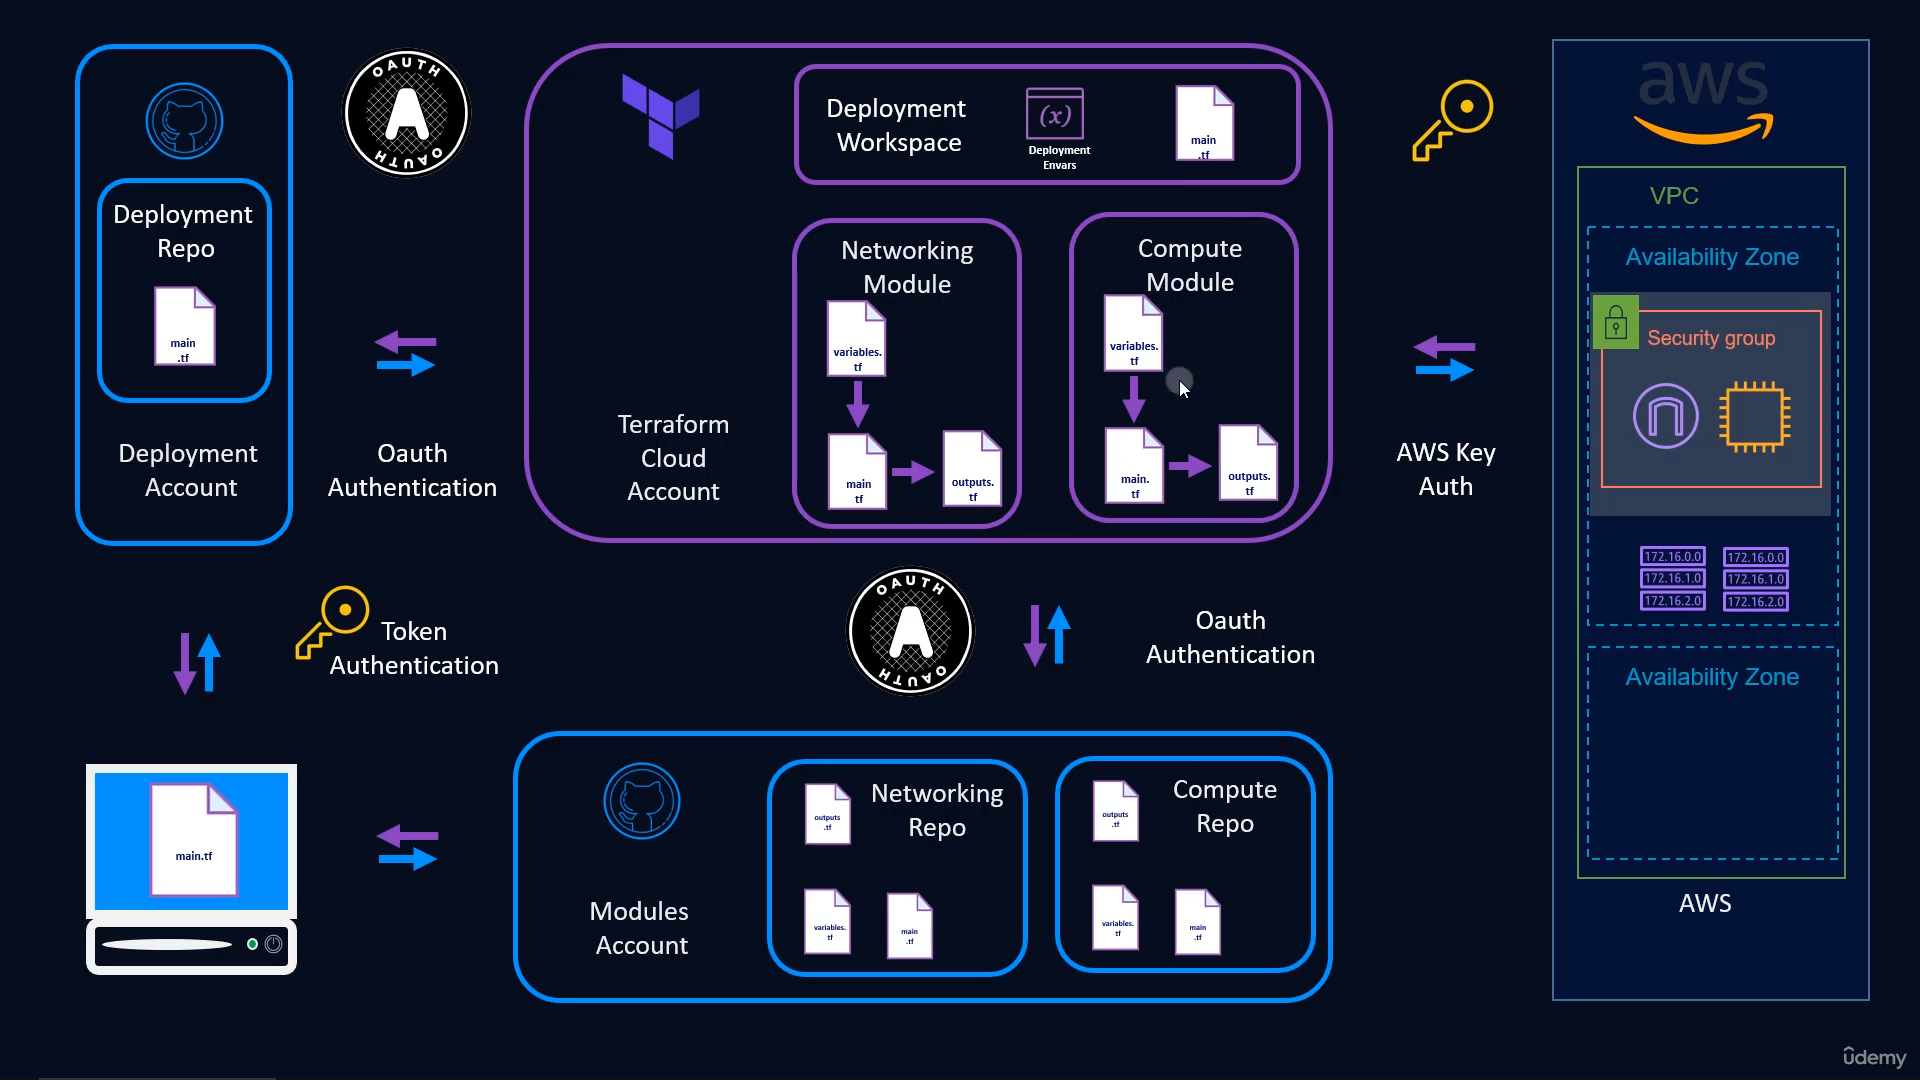 Deployment
Repo
main
.tf
Deployment
Account
OAUTH
OAUTH
Oauth
Authentication
Terraform
Cloud
Account
Deployment
Workspace
(x)
Deployment
Envars
main
.tf
Networking
Module
variables.
tf
main
tf
outputs.
tf
Compute
Module
variables.
tf
main.
tf
outputs.
tf
AWS Key
Auth
aws
VPC
Availability Zone
Security group
172.16.0.0
172.16.1.0
172.16.2.0
172.16.0.0
172.16.1.0
172.16.2.0
Availability Zone
AWS
Token
Authentication
OAUTH
OAUTH
Oauth
Authentication
main.tf
Modules
Account
Networking
Repo
outputs
.tf
variables.
tf
main
.tf
Compute
Repo
outputs
.tf
variables.
tf
main
.tf
ûdemy